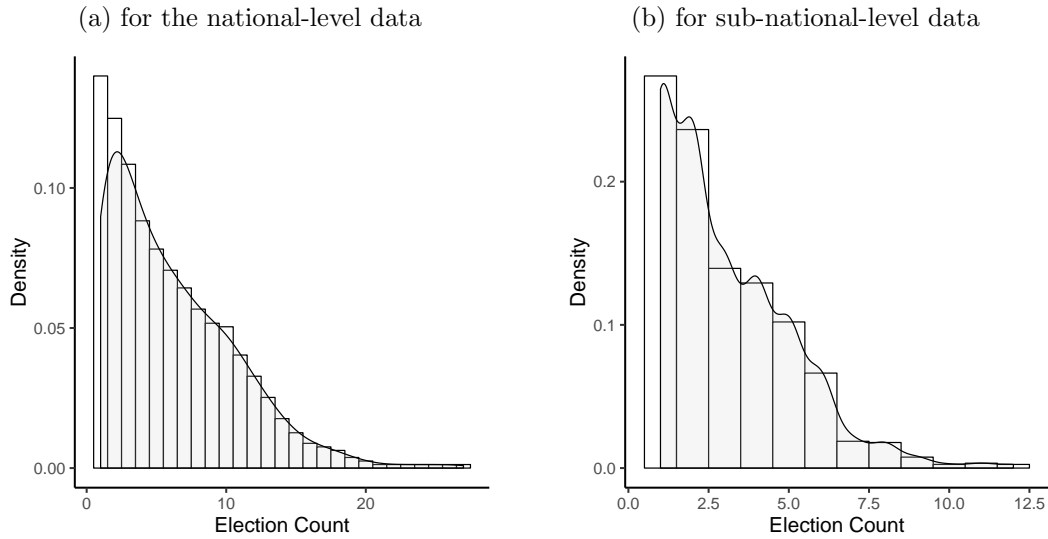 (a) for the national-level data
0.10
0.05
0.00
Density
0 10 20
Election Count
(b) for sub-national-level data
0.2
0.1
0.0
Density
0.0 2.5 5.0 7.5 10.0 12.5
Election Count